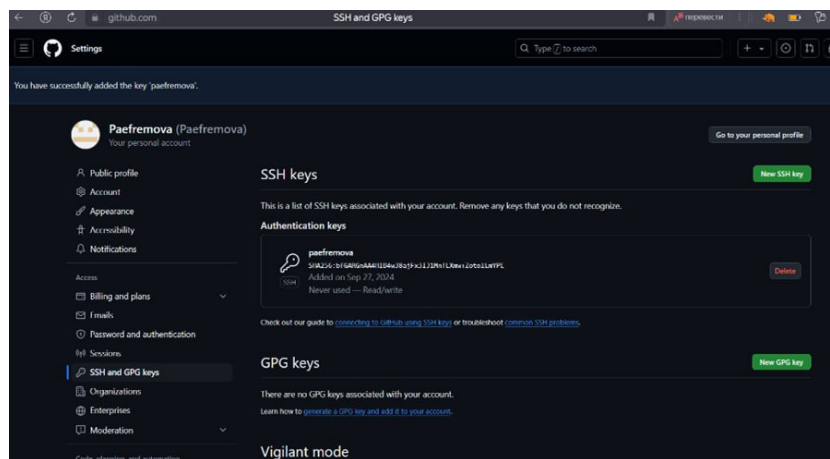 github.com
SSH and GPG keys
перевести
Settings
Type / to search
You have successfully added the key 'paefremova'.
Paefremova (Paefremova)
Your personal account
Go to your personal profile
Public profile
Account
Appearance
Accessibility
Notifications
Access
Billing and plans
Emails
Password and authentication
Sessions
SSH and GPG keys
Organizations
Enterprises
Moderation
SSH keys
New SSH key
This is a list of SSH keys associated with your account. Remove any keys that you do not recognize.
Authentication keys
paefremova
SSH
Added on Sep 27, 2024
Never used — Read/write
Delete
Check out our guide to connecting to GitHub using SSH keys or troubleshoot common SSH problems.
GPG keys
New GPG key
There are no GPG keys associated with your account.
Learn how to generate a GPG key and add it to your account.
Vigilant mode